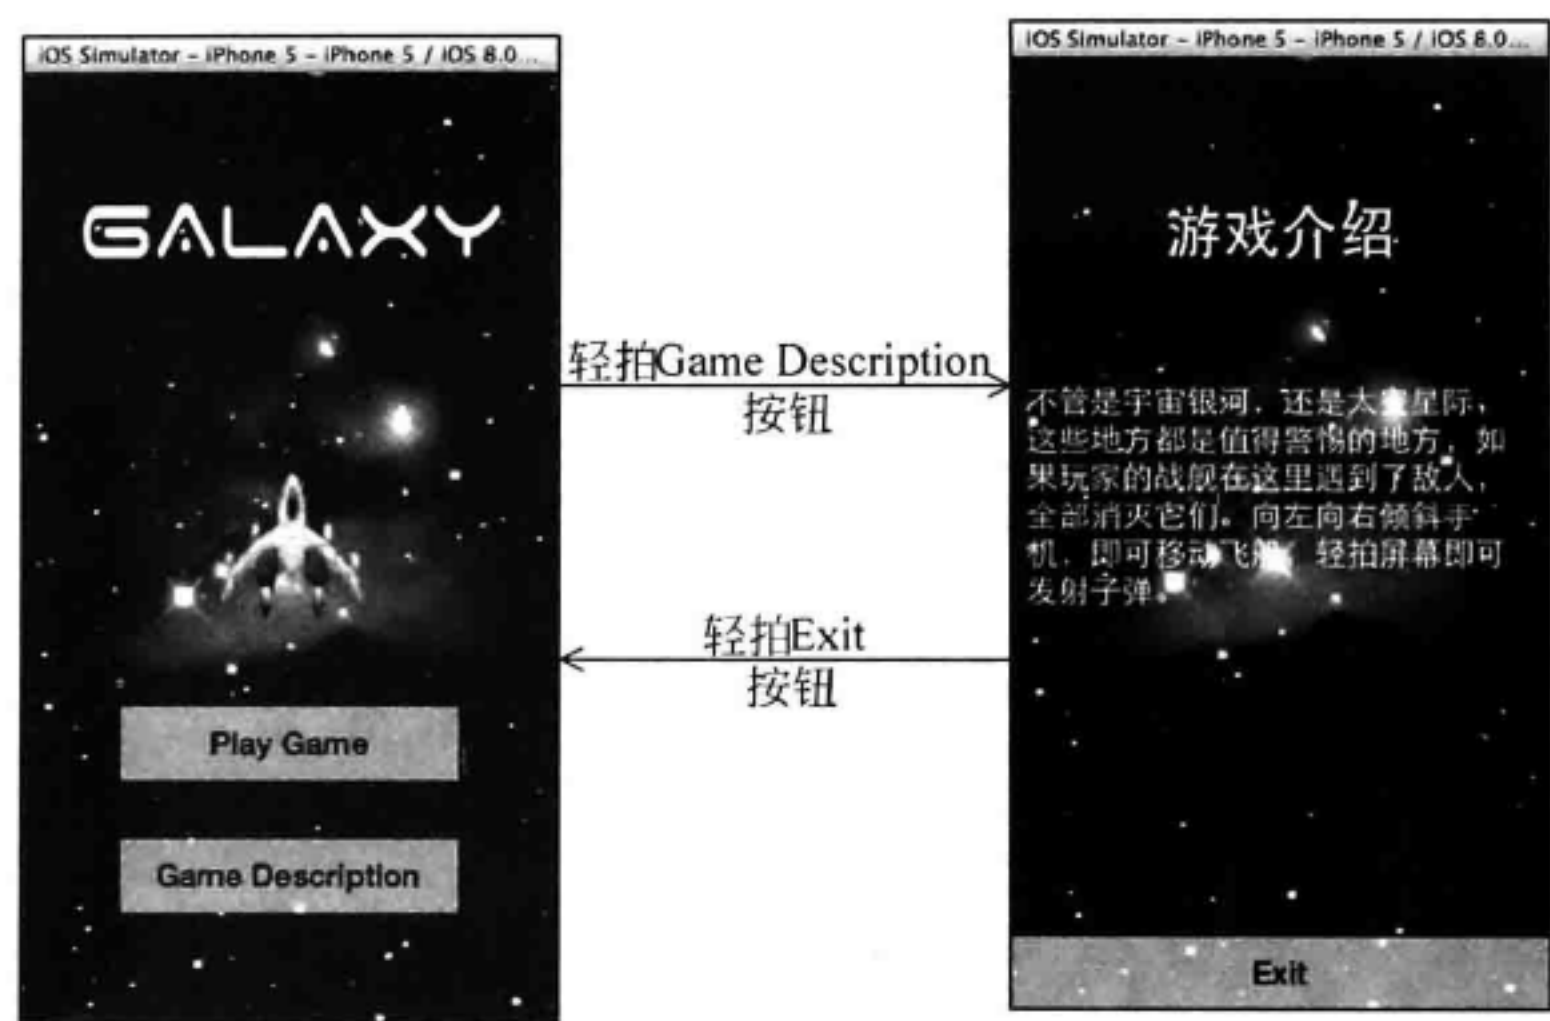 iOS Simulator – iPhone 5 – iPhone 5 / iOS 8.0...
GALAXY
Play Game
Game Description
轻拍Game Description
按钮
轻拍Exit
按钮
iOS Simulator – iPhone 5 – iPhone 5 / iOS 8.0...
游戏介绍
不管是宇宙银河，还是太空星际，
这些地方都是值得警惕的地方，如
果玩家的战舰在这里遇到了敌人，
全部消灭它们。向左向右倾斜手
机，即可移动飞船，轻拍屏幕即可
发射子弹。
Exit